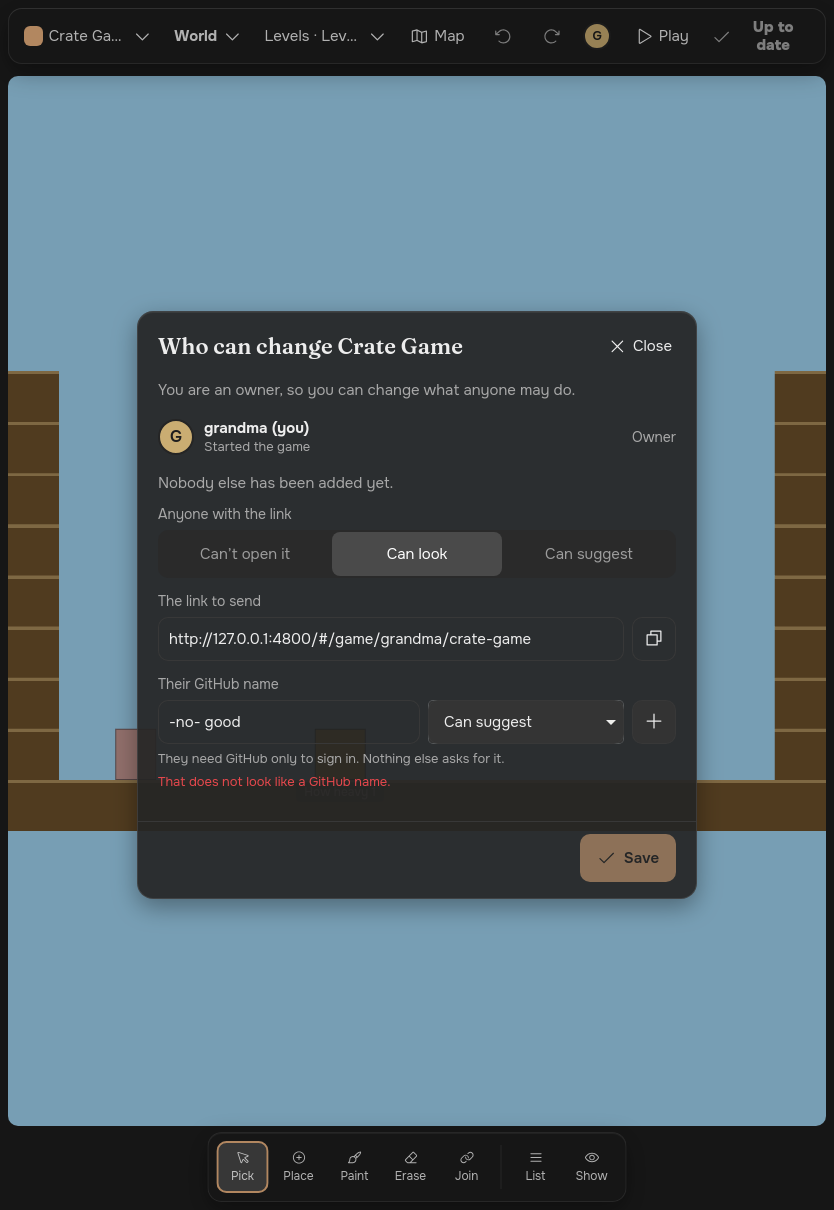 Crate Ga...
World
Levels · Lev...
Map
G
Play
Up to
date
Who can change Crate Game
Close
You are an owner, so you can change what anyone may do.
G
grandma (you)
Started the game
Owner
Nobody else has been added yet.
Anyone with the link
Can't open it
Can look
Can suggest
The link to send
http://127.0.0.1:4800/#/game/grandma/crate-game
Their GitHub name
-no- good
Can suggest
They need GitHub only to sign in. Nothing else asks for it.
That does not look like a GitHub name.
Save
Pick
Place
Paint
Erase
Join
List
Show